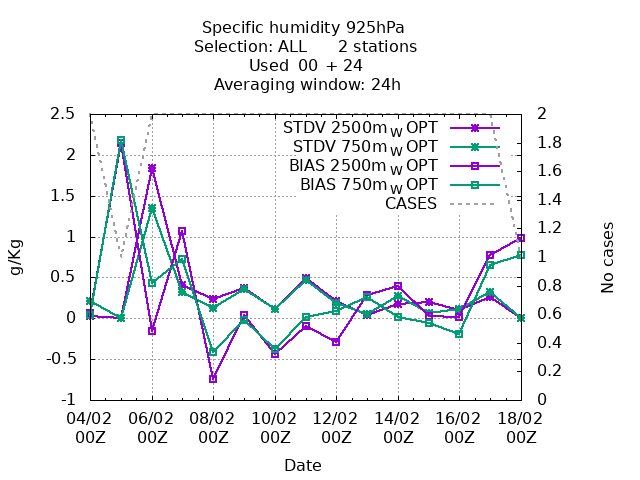 Specific humidity 925hPa
Selection: ALL 2 stations
Used 00 + 24
Averaging window: 24h
STDV 2500m_W OPT
STDV 750m_W OPT
BIAS 2500m_W OPT
BIAS 750m_W OPT
CASES
2.5
2
1.5
1
0.5
0
-0.5
-1
2
1.8
1.6
1.4
1.2
1
0.8
0.6
0.4
0.2
0
g/Kg
No cases
04/02 06/02 08/02 10/02 12/02 14/02 16/02 18/02
00Z 00Z 00Z 00Z 00Z 00Z 00Z 00Z
Date